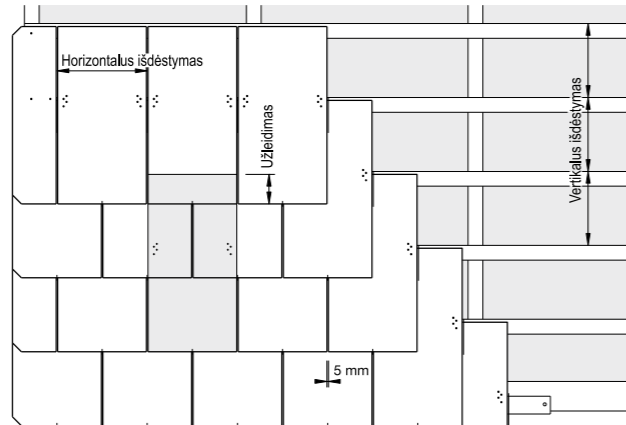 Horizontalus išdėstymas
Užleidimas
Vertikalus išdėstymas
5 mm